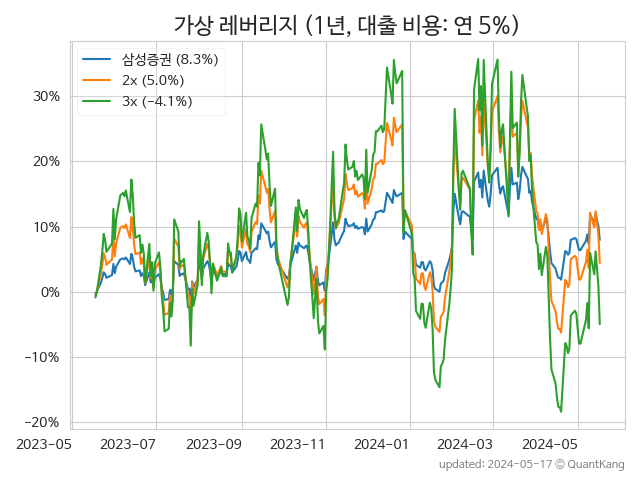 가상 레버리지 (1년, 대출 비용: 연 5%)
삼성증권 (8.3%)
2x (5.0%)
3x (−4.1%)
30%
20%
10%
0%
−10%
−20%
2023-05 2023-07 2023-09 2023-11 2024-01 2024-03 2024-05
updated: 2024-05-17 © QuantKang